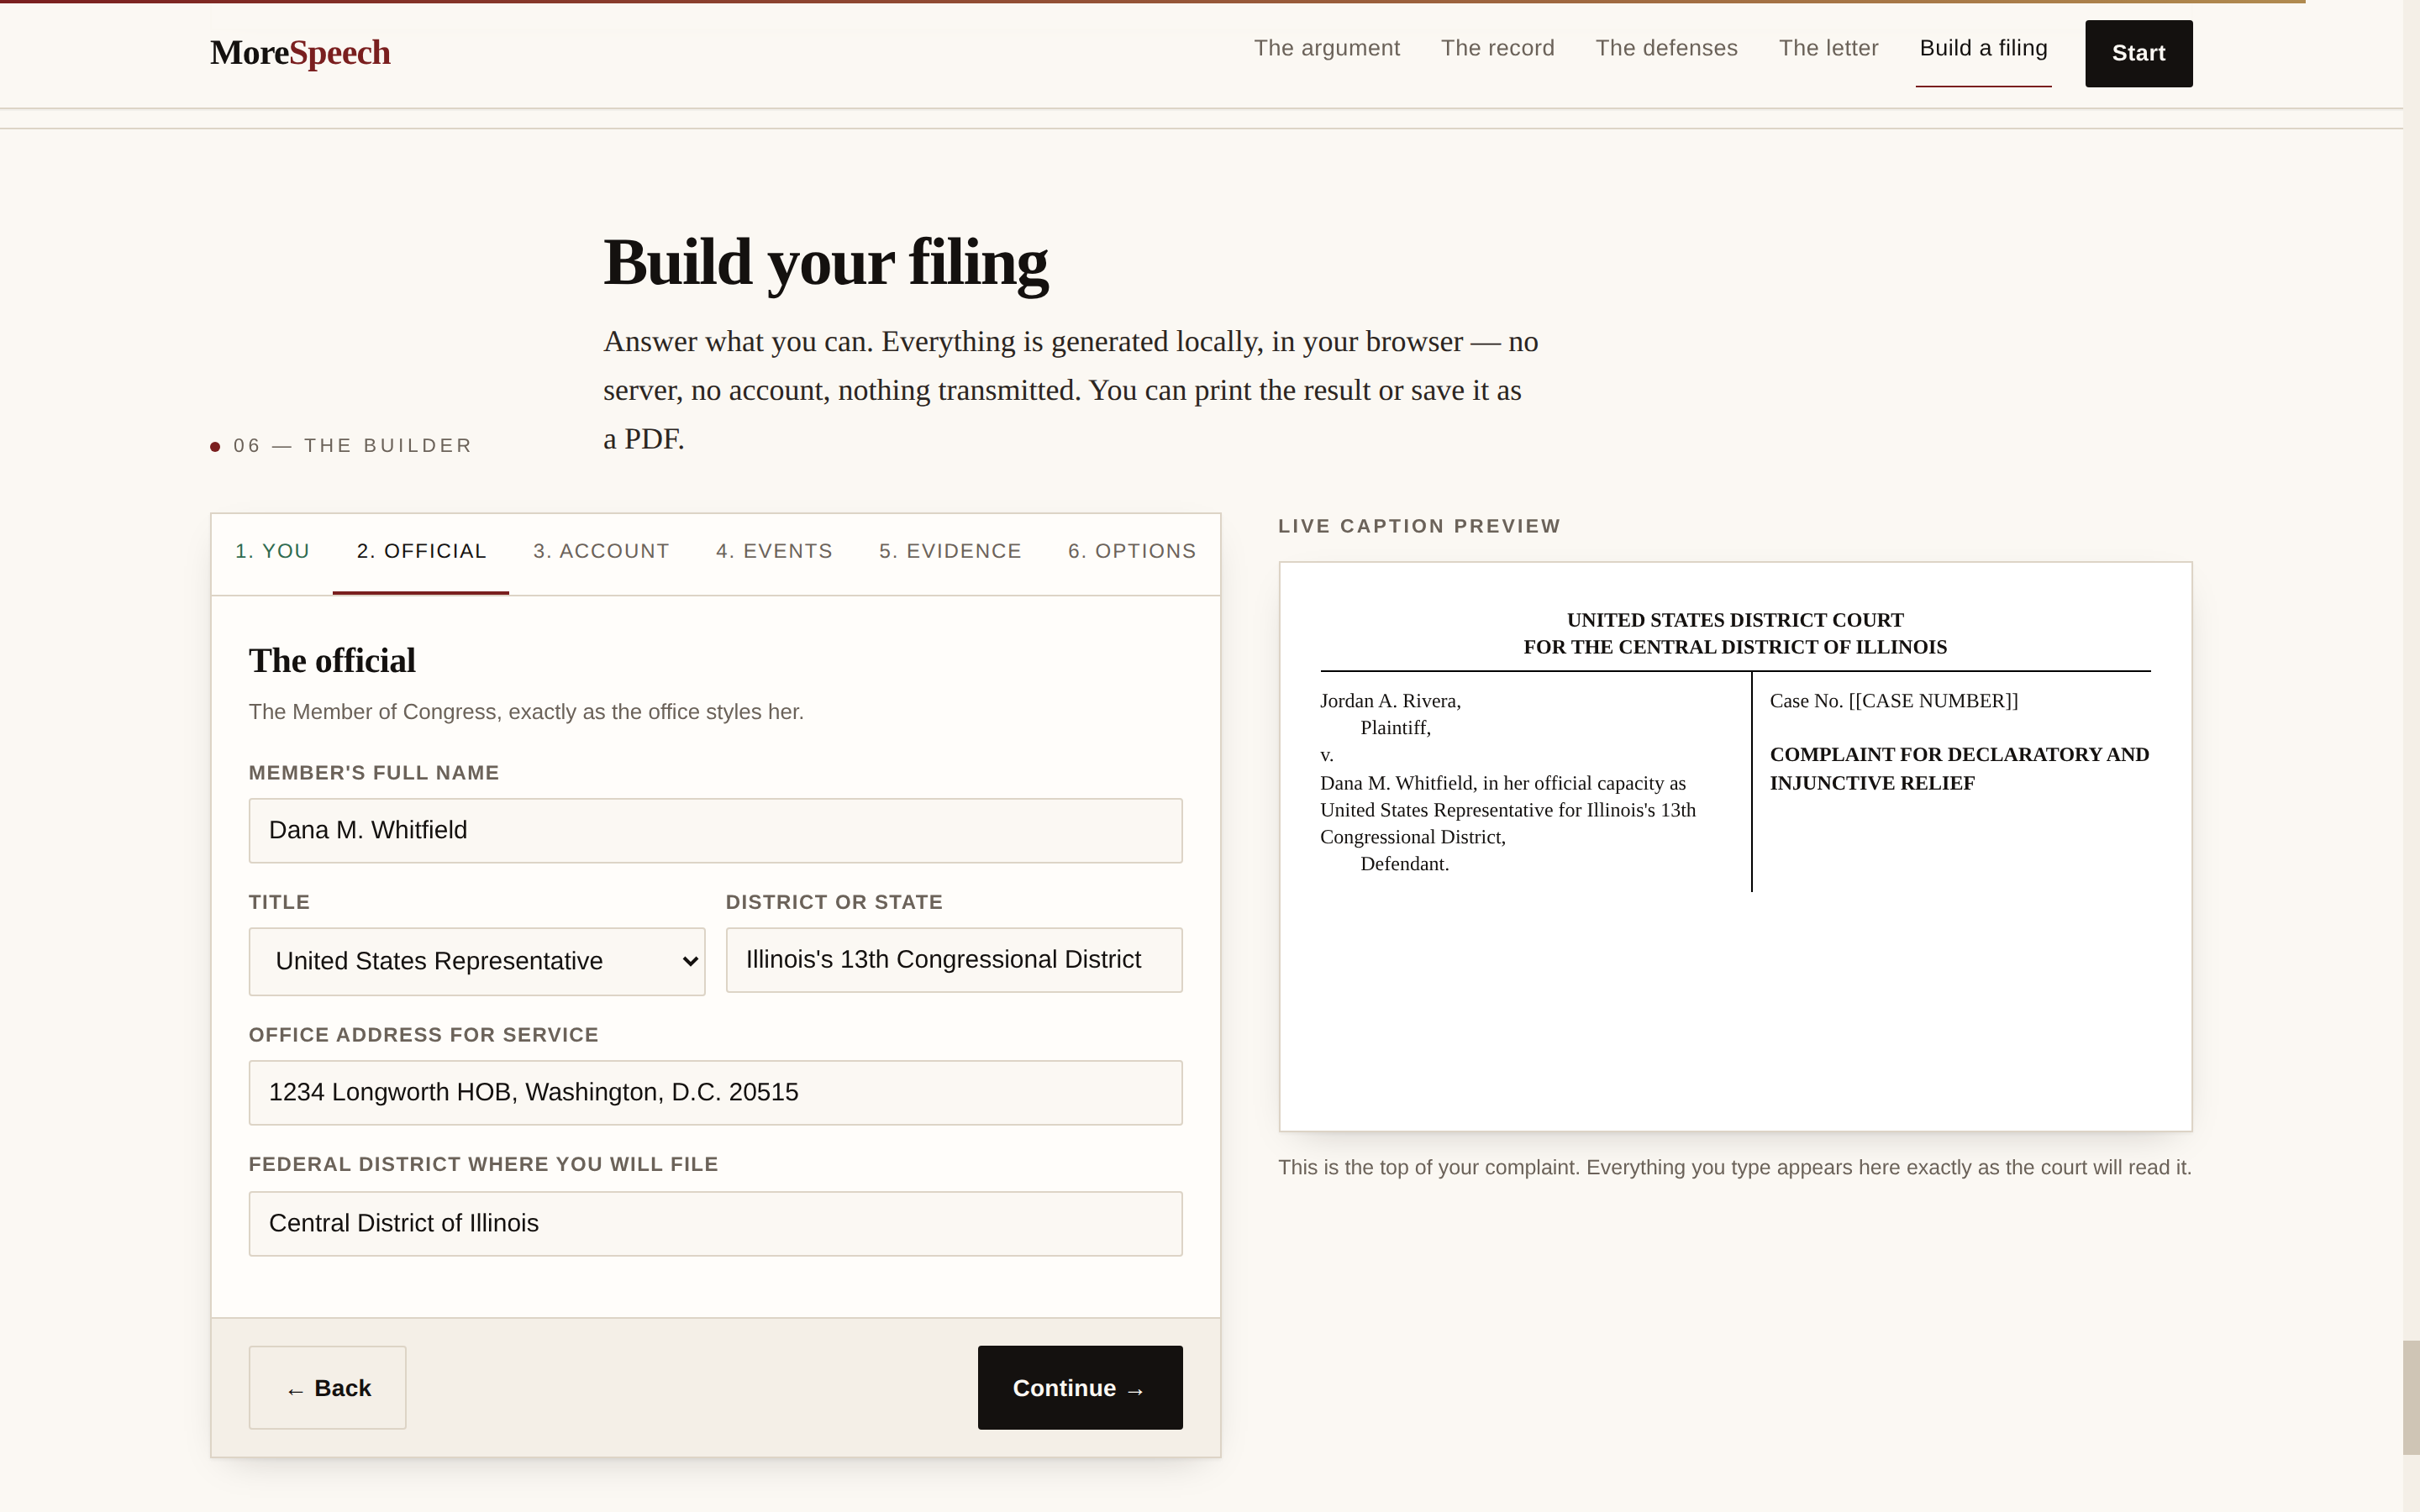 MoreSpeech
The argument
The record
The defenses
The letter
Build a filing
Start
Build your filing
Answer what you can. Everything is generated locally, in your browser — no
server, no account, nothing transmitted. You can print the result or save it as
a PDF.
06 — THE BUILDER
1. YOU
2. OFFICIAL
3. ACCOUNT
4. EVENTS
5. EVIDENCE
6. OPTIONS
The official
The Member of Congress, exactly as the office styles her.
MEMBER'S FULL NAME
Dana M. Whitfield
TITLE
United States Representative
DISTRICT OR STATE
Illinois's 13th Congressional District
OFFICE ADDRESS FOR SERVICE
1234 Longworth HOB, Washington, D.C. 20515
FEDERAL DISTRICT WHERE YOU WILL FILE
Central District of Illinois
← Back
Continue →
LIVE CAPTION PREVIEW
UNITED STATES DISTRICT COURT
FOR THE CENTRAL DISTRICT OF ILLINOIS
Jordan A. Rivera,
Plaintiff,
v.
Dana M. Whitfield, in her official capacity as
United States Representative for Illinois's 13th
Congressional District,
Defendant.
Case No. [[CASE NUMBER]]
COMPLAINT FOR DECLARATORY AND
INJUNCTIVE RELIEF
This is the top of your complaint. Everything you type appears here exactly as the court will read it.